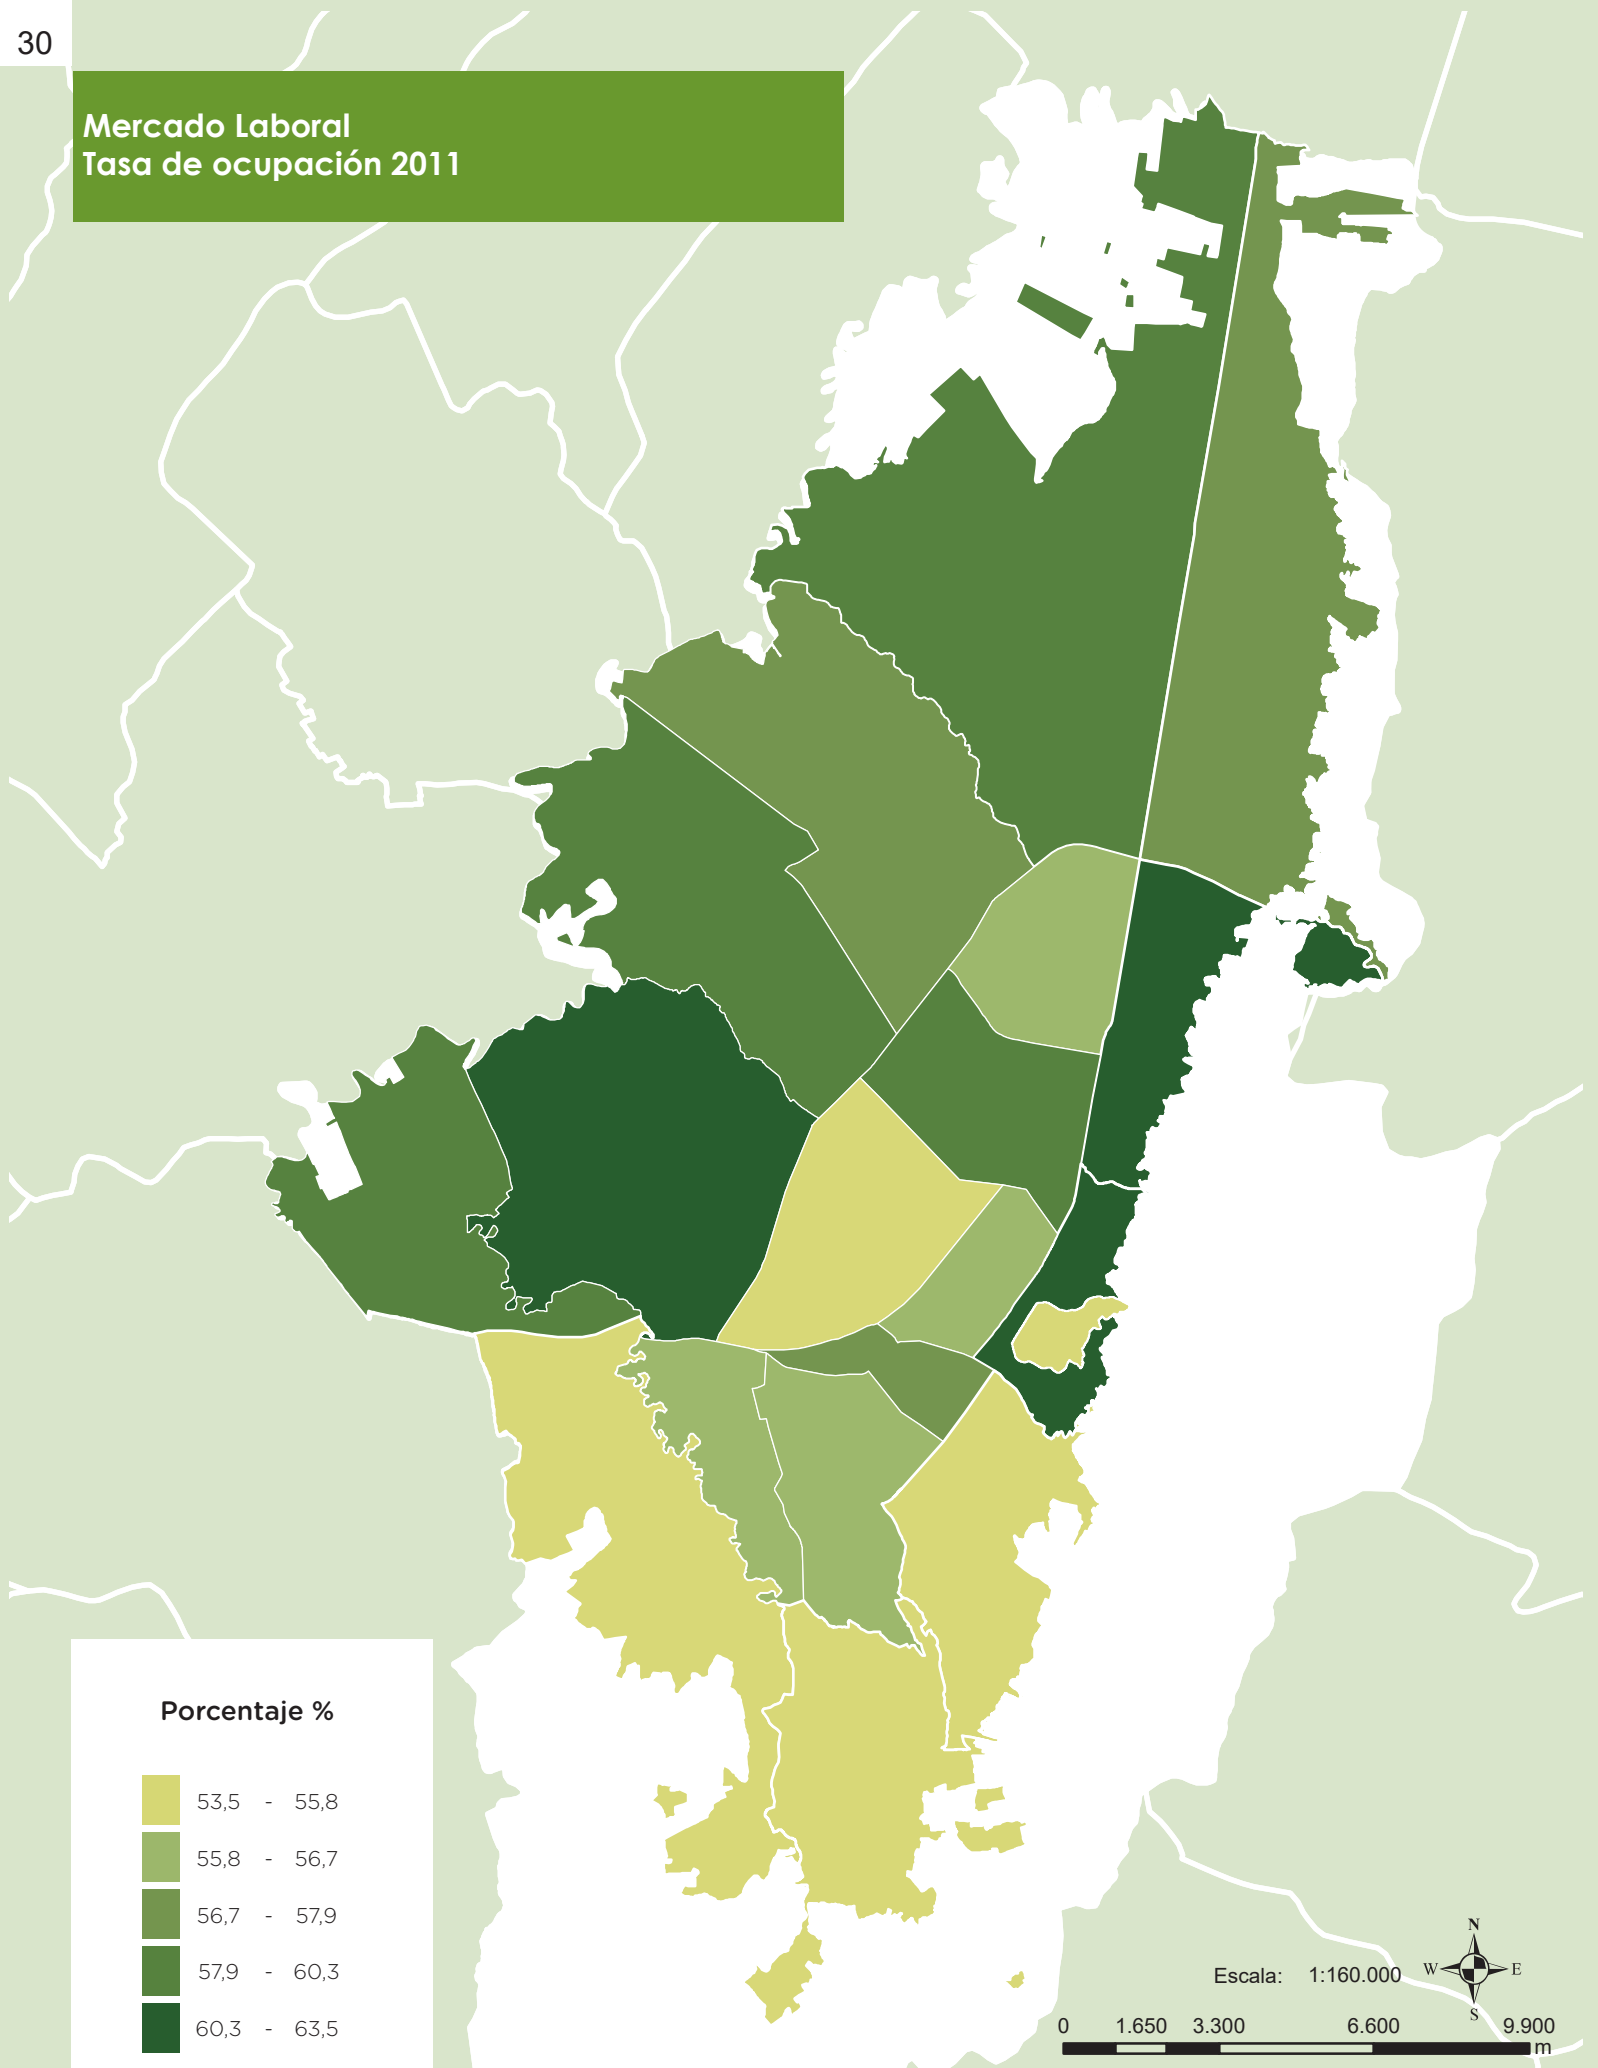 30
Mercado Laboral
Tasa de ocupación 2011
Porcentaje %
53,5 - 55,8
55,8 - 56,7
56,7 - 57,9
57,9 - 60,3
60,3 - 63,5
Escala: 1:160.000
N
W E
S
0 1.650 3.300 6.600 9.900
m